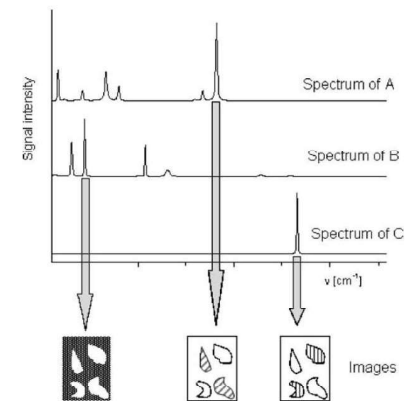 Signal intensity
Spectrum of A
Spectrum of B
Spectrum of C
v [cm⁻¹]
Images